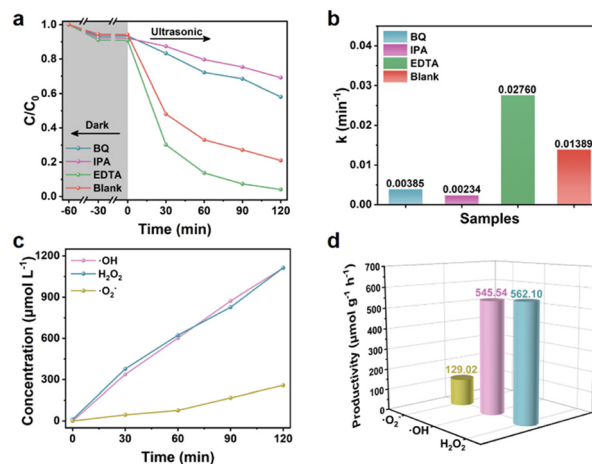 a
C/C₀
1.0
0.8
0.6
0.4
0.2
0.0
Ultrasonic
Dark
BQ
IPA
EDTA
Blank
-60
-30
0
30
60
90
120
Time (min)
b
k (min⁻¹)
0.04
0.03
0.02
0.01
0.00
BQ
IPA
EDTA
Blank
0.00385
0.00234
0.02760
0.01389
Samples
c
Concentration (μmol L⁻¹)
1200
900
600
300
0
·OH
H₂O₂
·O₂⁻
0
30
60
90
120
Time (min)
d
Productivity (μmol g⁻¹ h⁻¹)
700
600
500
400
300
200
100
0
129.02
545.54
562.10
·O₂⁻
·OH
H₂O₂